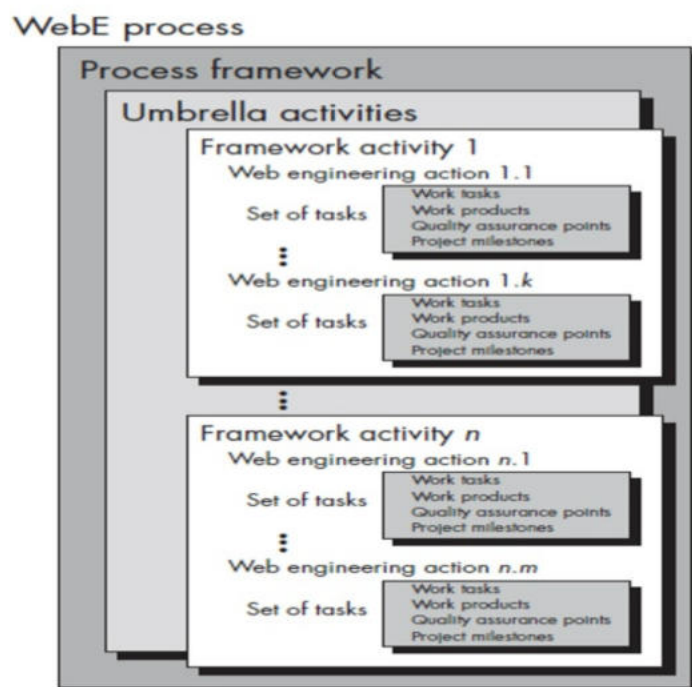 WebE process
Process framework
Umbrella activities
Framework activity 1
Web engineering action 1.1
Set of tasks
Work tasks
Work products
Quality assurance points
Project milestones
Web engineering action 1.k
Set of tasks
Work tasks
Work products
Quality assurance points
Project milestones
Framework activity n
Web engineering action n.1
Set of tasks
Work tasks
Work products
Quality assurance points
Project milestones
Web engineering action n.m
Set of tasks
Work tasks
Work products
Quality assurance points
Project milestones